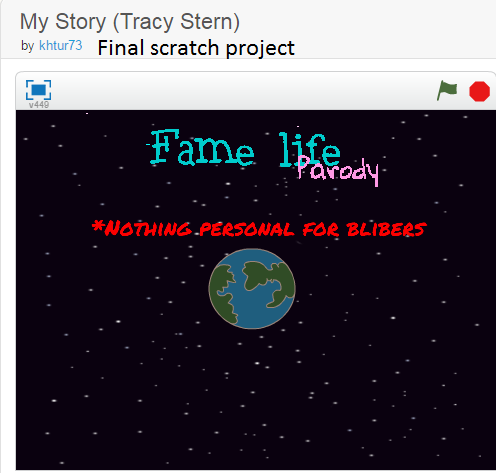 My Story (Tracy Stern)
by khtur73 Final scratch project
v449
Fame life
Parody
*Nothing personal for blibers